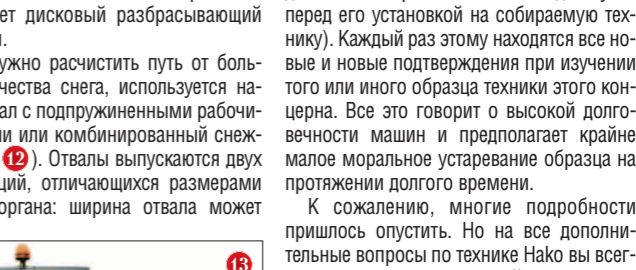 ет дисковый разбрасывающий
ужно расчистить путь от боль-
чества снега, используется на-
ал с подпружиненными рабочи-
ми или комбинированный снеж-
12). Отвалы выпускаются двух
ций, отличающихся размерами
органа: ширина отвала может
13
перед его установкой на собираемую тех-
нику). Каждый раз этому находятся все но-
вые и новые подтверждения при изучении
того или иного образца техники этого кон-
церна. Все это говорит о высокой долго-
вечности машин и предполагает крайне
малое моральное устаревание образца на
протяжении долгого времени.
К сожалению, многие подробности
пришлось опустить. Но на все дополни-
тельные вопросы по технике Hako вы всег-